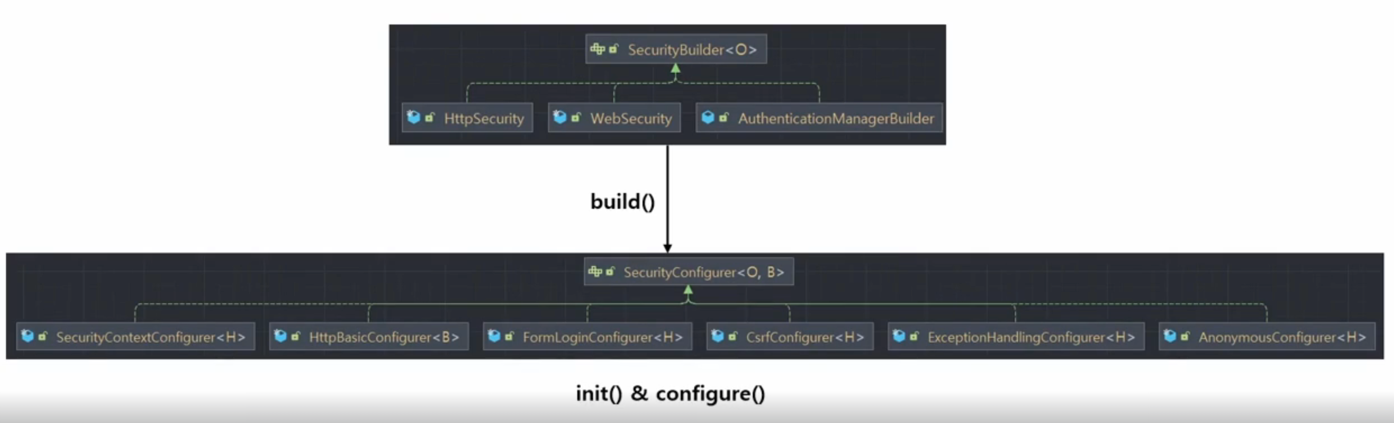 SecurityBuilder<O>
HttpSecurity WebSecurity AuthenticationManagerBuilder
build()
SecurityConfigurer<O, B>
SecurityContextConfigurer<H> HttpBasicConfigurer<B> FormLoginConfigurer<H> CsrfConfigurer<H> ExceptionHandlingConfigurer<H> AnonymousConfigurer<H>
init() & configure()